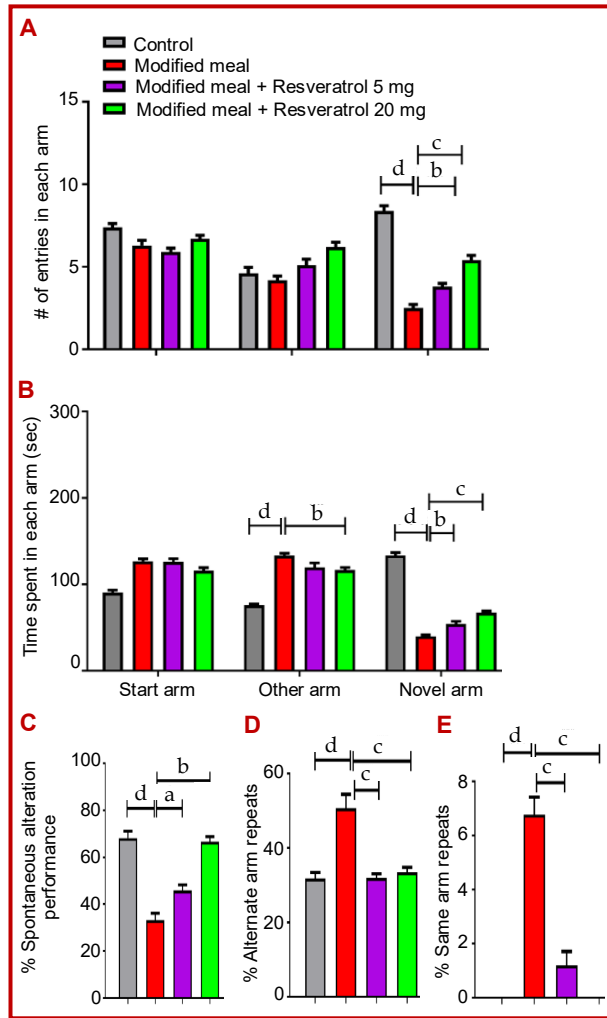 A
Control
Modified meal
Modified meal + Resveratrol 5 mg
Modified meal + Resveratrol 20 mg
# of entries in each arm
15
10
5
0
c
d b
B
Time spent in each arm (sec)
300
200
100
0
c
d b d b
Start arm Other arm Novel arm
C D E
% Spontaneous alteration
performance
100
80
60
40
20
0
b
d a
% Alternate arm repeats
60
40
20
0
d c
c
% Same arm repeats
8
6
4
2
0
d c
c